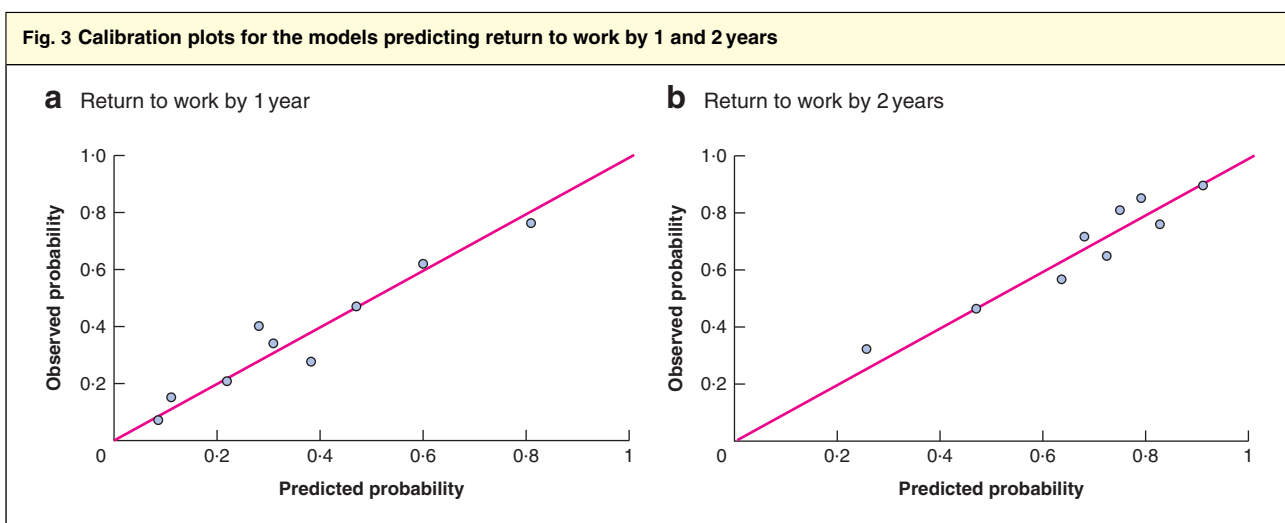 Fig. 3 Calibration plots for the models predicting return to work by 1 and 2 years
a Return to work by 1 year
1·0
0·8
0·6
0·4
0·2
Observed probability
0 0·2 0·4 0·6 0·8 1
Predicted probability
b Return to work by 2 years
1·0
0·8
0·6
0·4
0·2
Observed probability
0 0·2 0·4 0·6 0·8 1
Predicted probability